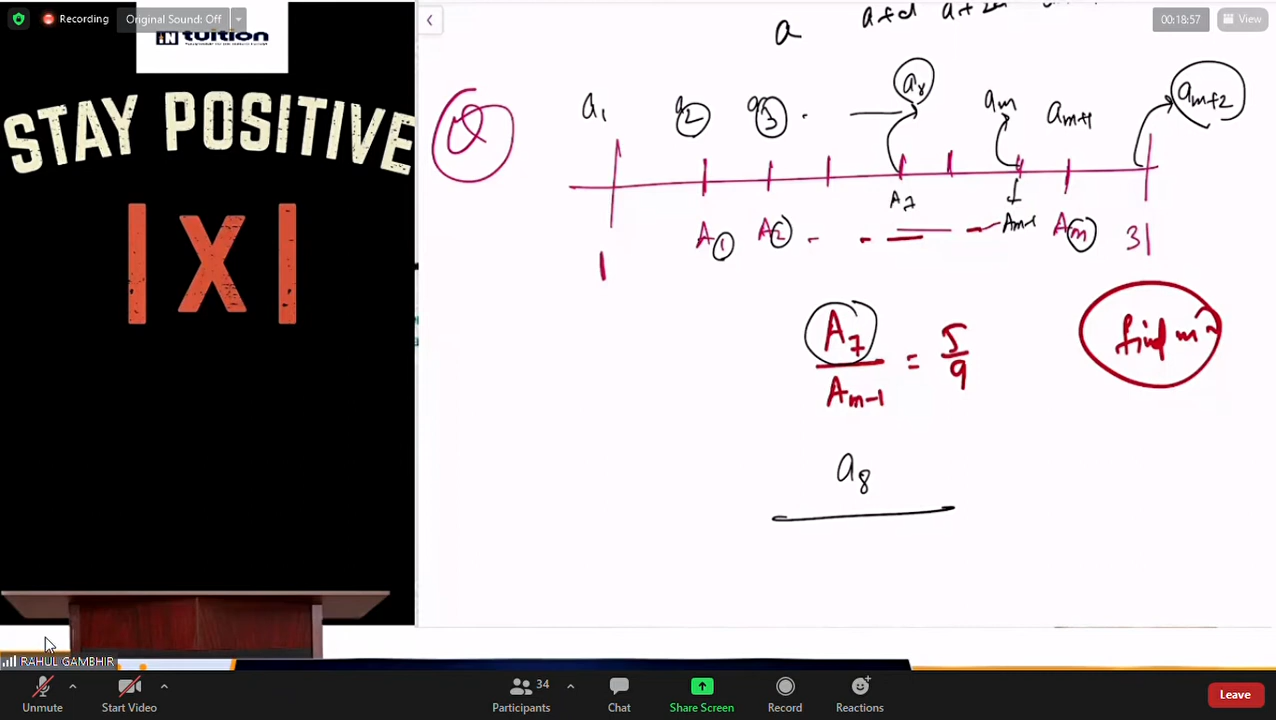 Recording
Original Sound: Off
00:18:57
View
INtuition
STAY POSITIVE
1X1
a a+d
Q
a₁ a₂ a₃ . a₈ aₘ aₘ₊₁ aₘ₊₂
A₇
1 A₁ A₂ - - - - Aₘ₋₁ Aₘ 31
A₇/Aₘ₋₁ = 5/9
find m
a₈
RAHUL GAMBHIR
Unmute
Start Video
34
Participants
Chat
Share Screen
Record
Reactions
Leave